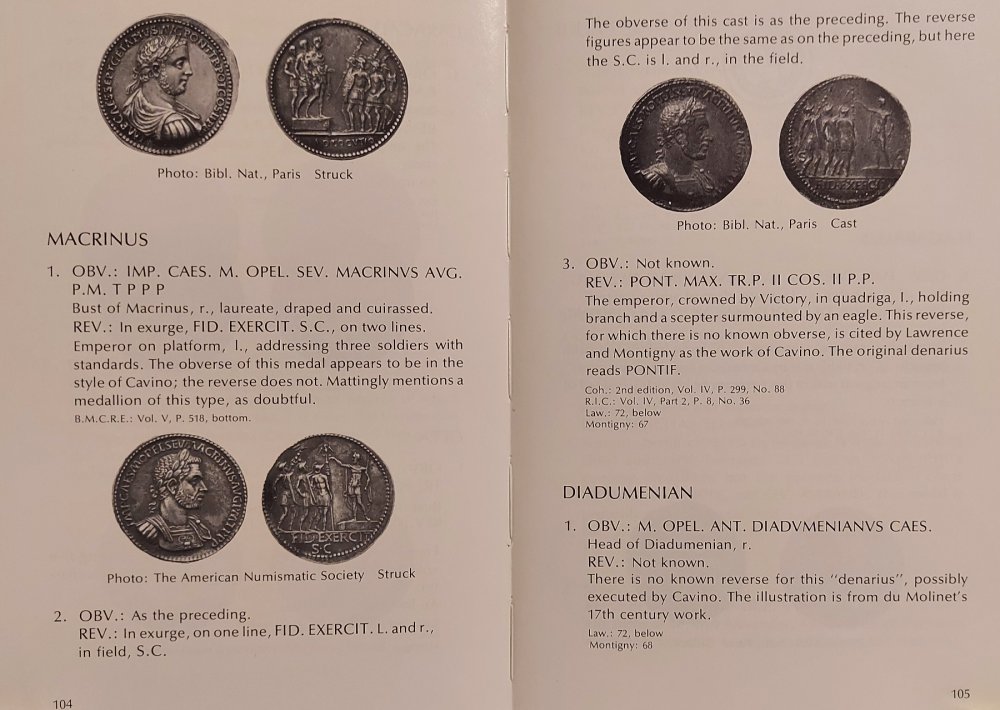 Photo: Bibl. Nat., Paris Struck
MACRINUS
1. OBV.: IMP. CAES. M. OPEL. SEV. MACRINVS AVG.
P.M. T P P P
Bust of Macrinus, r., laureate, draped and cuirassed.
REV.: In exurge, FID. EXERCIT. S.C., on two lines.
Emperor on platform, l., addressing three soldiers with
standards. The obverse of this medal appears to be in the
style of Cavino; the reverse does not. Mattingly mentions a
medallion of this type, as doubtful.
B.M.C.R.E.: Vol. V, P. 518, bottom.
FID·EXERCIT
S·C
Photo: The American Numismatic Society Struck
2. OBV.: As the preceding.
REV.: In exurge, on one line, FID. EXERCIT. L. and r.,
in field, S.C.
104
The obverse of this cast is as the preceding. The reverse
figures appear to be the same as on the preceding, but here
the S.C. is l. and r., in the field.
Photo: Bibl. Nat., Paris Cast
3. OBV.: Not known.
REV.: PONT. MAX. TR.P. II COS. II P.P.
The emperor, crowned by Victory, in quadriga, l., holding
branch and a scepter surmounted by an eagle. This reverse,
for which there is no known obverse, is cited by Lawrence
and Montigny as the work of Cavino. The original denarius
reads PONTIF.
Coh.: 2nd edition, Vol. IV, P. 299, No. 88
R.I.C.: Vol. IV, Part 2, P. 8, No. 36
Law.: 72, below
Montigny: 67
DIADUMENIAN
1. OBV.: M. OPEL. ANT. DIADVMENIANVS CAES.
Head of Diadumenian, r.
REV.: Not known.
There is no known reverse for this "denarius", possibly
executed by Cavino. The illustration is from du Molinet's
17th century work.
Law.: 72, below
Montigny: 68
105